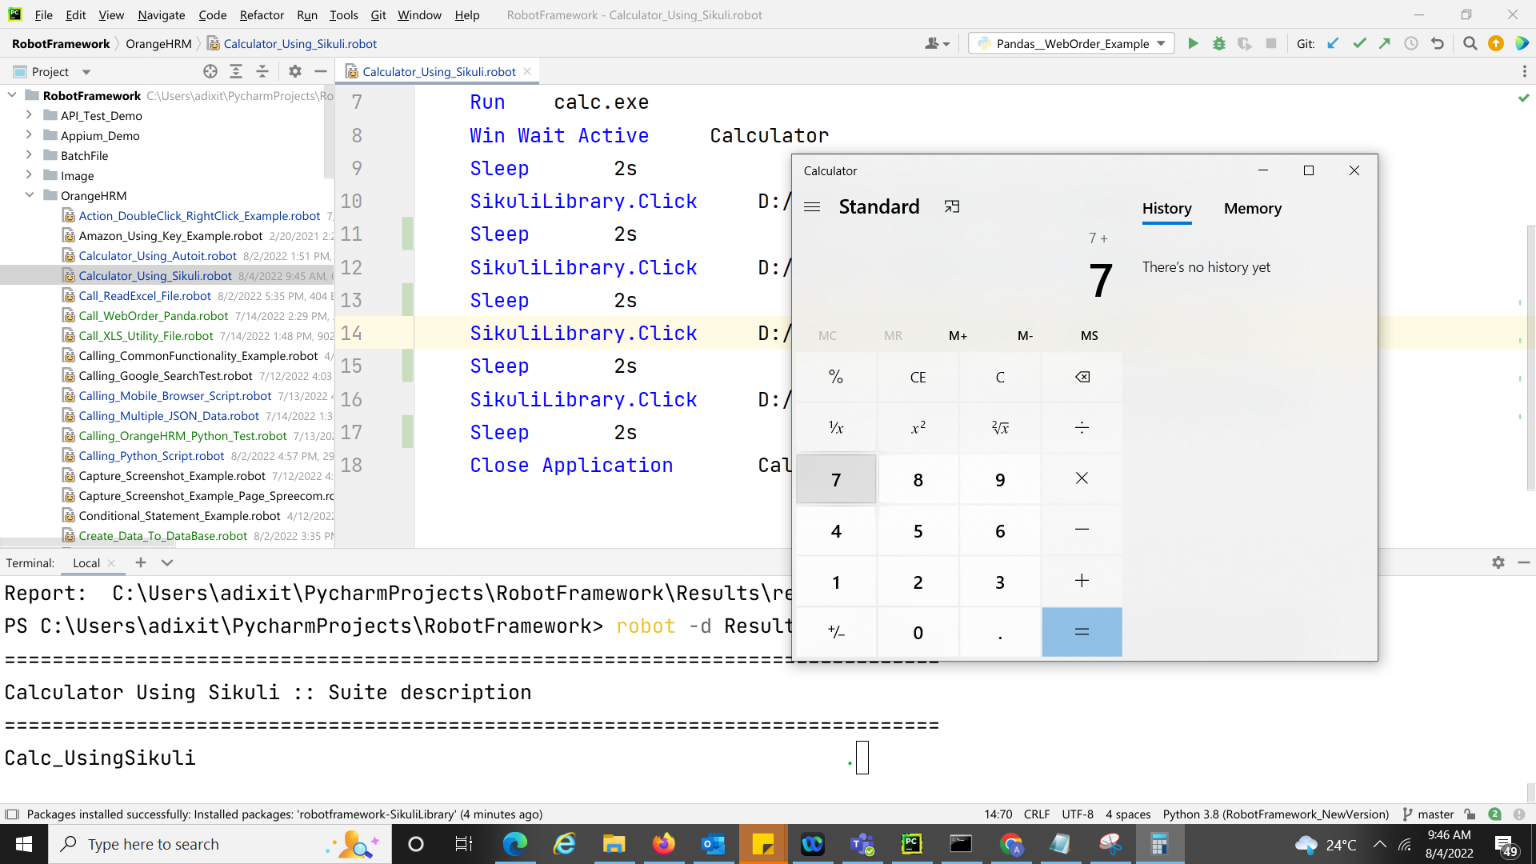 File Edit View Navigate Code Refactor Run Tools Git Window Help RobotFramework - Calculator_Using_Sikuli.robot
RobotFramework OrangeHRM Calculator_Using_Sikuli.robot Pandas__WebOrder_Example Git:
Project Calculator_Using_Sikuli.robot
RobotFramework C:\Users\adixit\PycharmProjects\Ro
API_Test_Demo
Appium_Demo
BatchFile
Image
OrangeHRM
Action_DoubleClick_RightClick_Example.robot 7,
Amazon_Using_Key_Example.robot 2/20/2021 2:2
Calculator_Using_Autoit.robot 8/2/2022 1:51 PM,
Calculator_Using_Sikuli.robot 8/4/2022 9:45 AM,
Call_ReadExcel_File.robot 8/2/2022 5:35 PM, 404 B
Call_WebOrder_Panda.robot 7/14/2022 2:29 PM,
Call_XLS_Utility_File.robot 7/14/2022 1:48 PM, 902
Calling_CommonFunctionality_Example.robot 4/
Calling_Google_SearchTest.robot 7/12/2022 4:03
Calling_Mobile_Browser_Script.robot 7/13/2022 4
Calling_Multiple_JSON_Data.robot 7/14/2022 1:3
Calling_OrangeHRM_Python_Test.robot 7/13/202
Calling_Python_Script.robot 8/2/2022 4:57 PM, 29
Capture_Screenshot_Example.robot 7/12/2022 4:
Capture_Screenshot_Example_Page_Spreecom.ro
Conditional_Statement_Example.robot 4/12/2022
Create_Data_To_DataBase.robot 8/2/2022 3:35 P
7 Run calc.exe
8 Win Wait Active Calculator
9 Sleep 2s
10 SikuliLibrary.Click D:/
11 Sleep 2s
12 SikuliLibrary.Click D:/
13 Sleep 2s
14 SikuliLibrary.Click D:/
15 Sleep 2s
16 SikuliLibrary.Click D:/
17 Sleep 2s
18 Close Application Cal
Calculator
Standard History Memory
7 +
7
There's no history yet
MC MR M+ M- MS
% CE C ⌫
¹/x x² ²√x ÷
7 8 9 ×
4 5 6 −
1 2 3 +
+/− 0 . =
Terminal: Local
Report: C:\Users\adixit\PycharmProjects\RobotFramework\Results\re
PS C:\Users\adixit\PycharmProjects\RobotFramework> robot -d Result
==============================================================================
Calculator Using Sikuli :: Suite description
==============================================================================
Calc_UsingSikuli .
Packages installed successfully: Installed packages: 'robotframework-SikuliLibrary' (4 minutes ago) 14:70 CRLF UTF-8 4 spaces Python 3.8 (RobotFramework_NewVersion) master 2
Type here to search 24°C 9:46 AM
8/4/2022 49